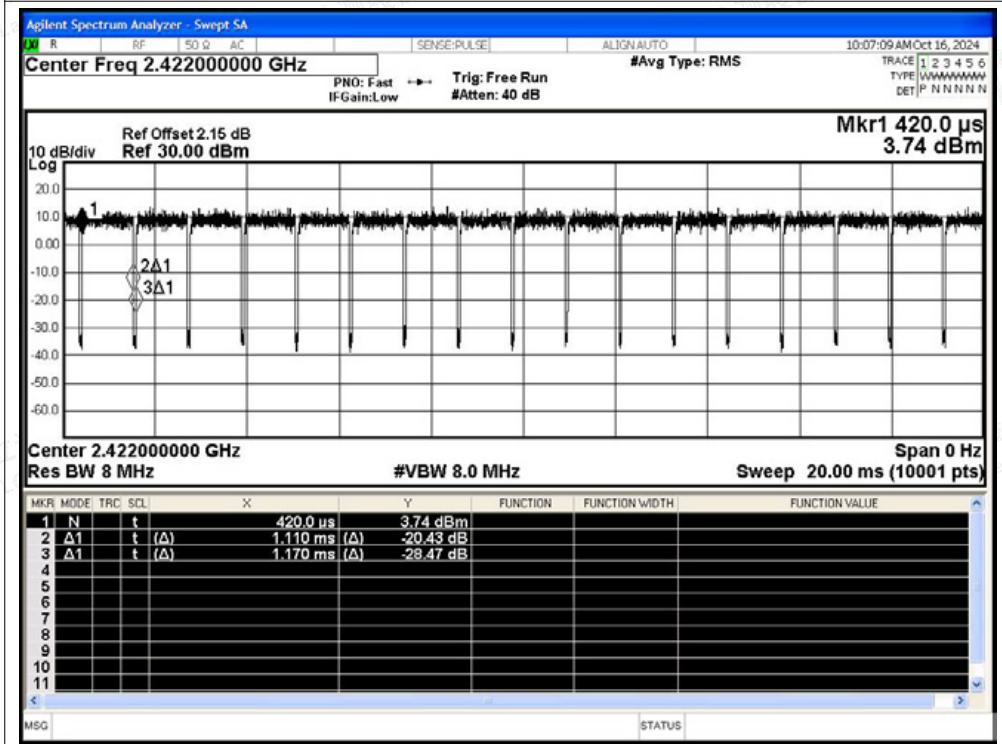 Agilent Spectrum Analyzer - Swept SA
R RF 50 Ω AC SENSE:PULSE ALIGN AUTO 10:07:09 AM Oct 16, 2024
Center Freq 2.422000000 GHz #Avg Type: RMS TRACE 1 2 3 4 5 6
PNO: Fast Trig: Free Run TYPE WWWWWW
IFGain:Low #Atten: 40 dB DET P N N N N N
Mkr1 420.0 µs
Ref Offset 2.15 dB
10 dB/div Ref 30.00 dBm 3.74 dBm
Log
20.0
10.0 1
0.00
-10.0 2Δ1
3Δ1
-20.0
-30.0
-40.0
-50.0
-60.0
Center 2.422000000 GHz Span 0 Hz
Res BW 8 MHz #VBW 8.0 MHz Sweep 20.00 ms (10001 pts)
MKR MODE TRC SCL X Y FUNCTION FUNCTION WIDTH FUNCTION VALUE
1 N t 420.0 µs 3.74 dBm
2 Δ1 t (Δ) 1.110 ms (Δ) -20.43 dB
3 Δ1 t (Δ) 1.170 ms (Δ) -28.47 dB
4
5
6
7
8
9
10
11
MSG STATUS